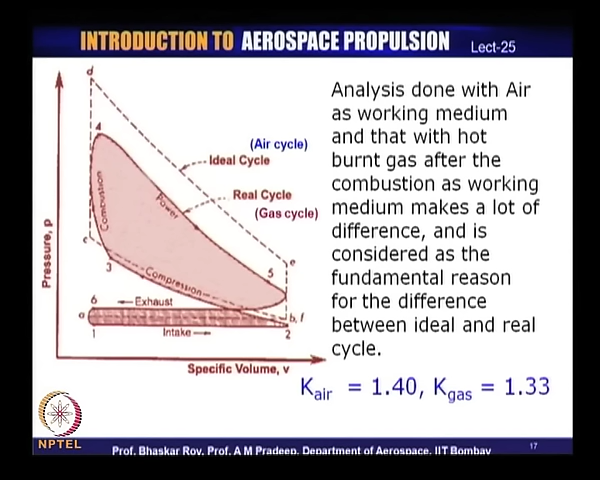 INTRODUCTION TO AEROSPACE PROPULSION Lect-25
d
4
(Air cycle)
Ideal Cycle
Real Cycle
(Gas cycle)
Combustion
Power
c
3
Compression
e
5
6 Exhaust
a
b, f
1 Intake 2
Pressure, p
Specific Volume, v
Analysis done with Air
as working medium
and that with hot
burnt gas after the
combustion as working
medium makes a lot of
difference, and is
considered as the
fundamental reason
for the difference
between ideal and real
cycle.
Kair = 1.40, Kgas = 1.33
NPTEL
Prof. Bhaskar Roy, Prof. A M Pradeep, Department of Aerospace, IIT Bombay
17